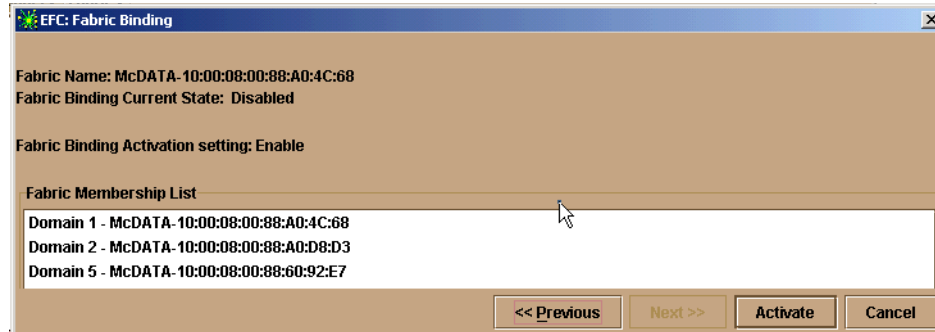 EFC: Fabric Binding
Fabric Name: McDATA-10:00:08:00:88:A0:4C:68
Fabric Binding Current State: Disabled
Fabric Binding Activation setting: Enable
Fabric Membership List
Domain 1 - McDATA-10:00:08:00:88:A0:4C:68
Domain 2 - McDATA-10:00:08:00:88:A0:D8:D3
Domain 5 - McDATA-10:00:08:00:88:60:92:E7
<< Previous Next >> Activate Cancel